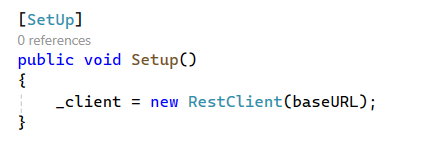 [SetUp]
0 references
public void Setup()
{
    _client = new RestClient(baseURL);
}